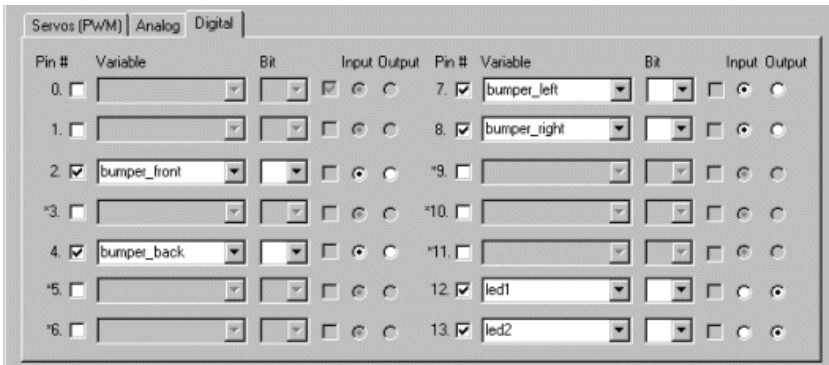 Servos (PWM) Analog Digital
Pin # Variable Bit Input Output Pin # Variable Bit Input Output
0. 7. bumper_left
1. 8. bumper_right
2. bumper_front *9.
*3. *10.
4. bumper_back *11.
*5. 12. led1
*6. 13. led2